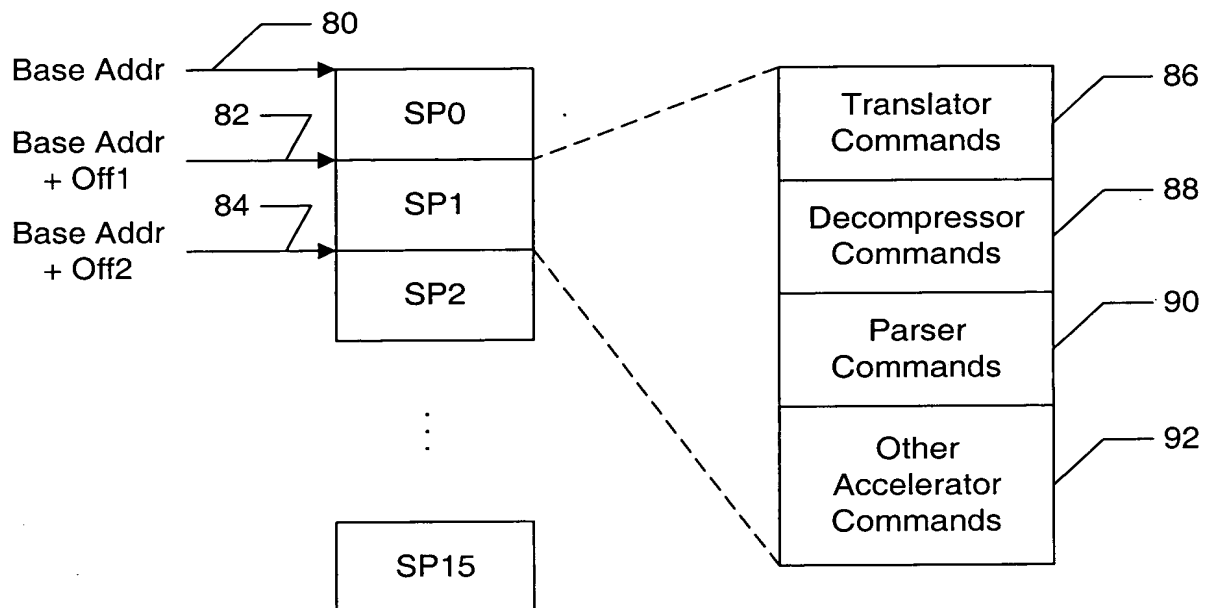 80
Base Addr
82
Base Addr
+ Off1
84
Base Addr
+ Off2
SP0
SP1
SP2
SP15
Translator
Commands
86
Decompressor
Commands
88
Parser
Commands
90
Other
Accelerator
Commands
92